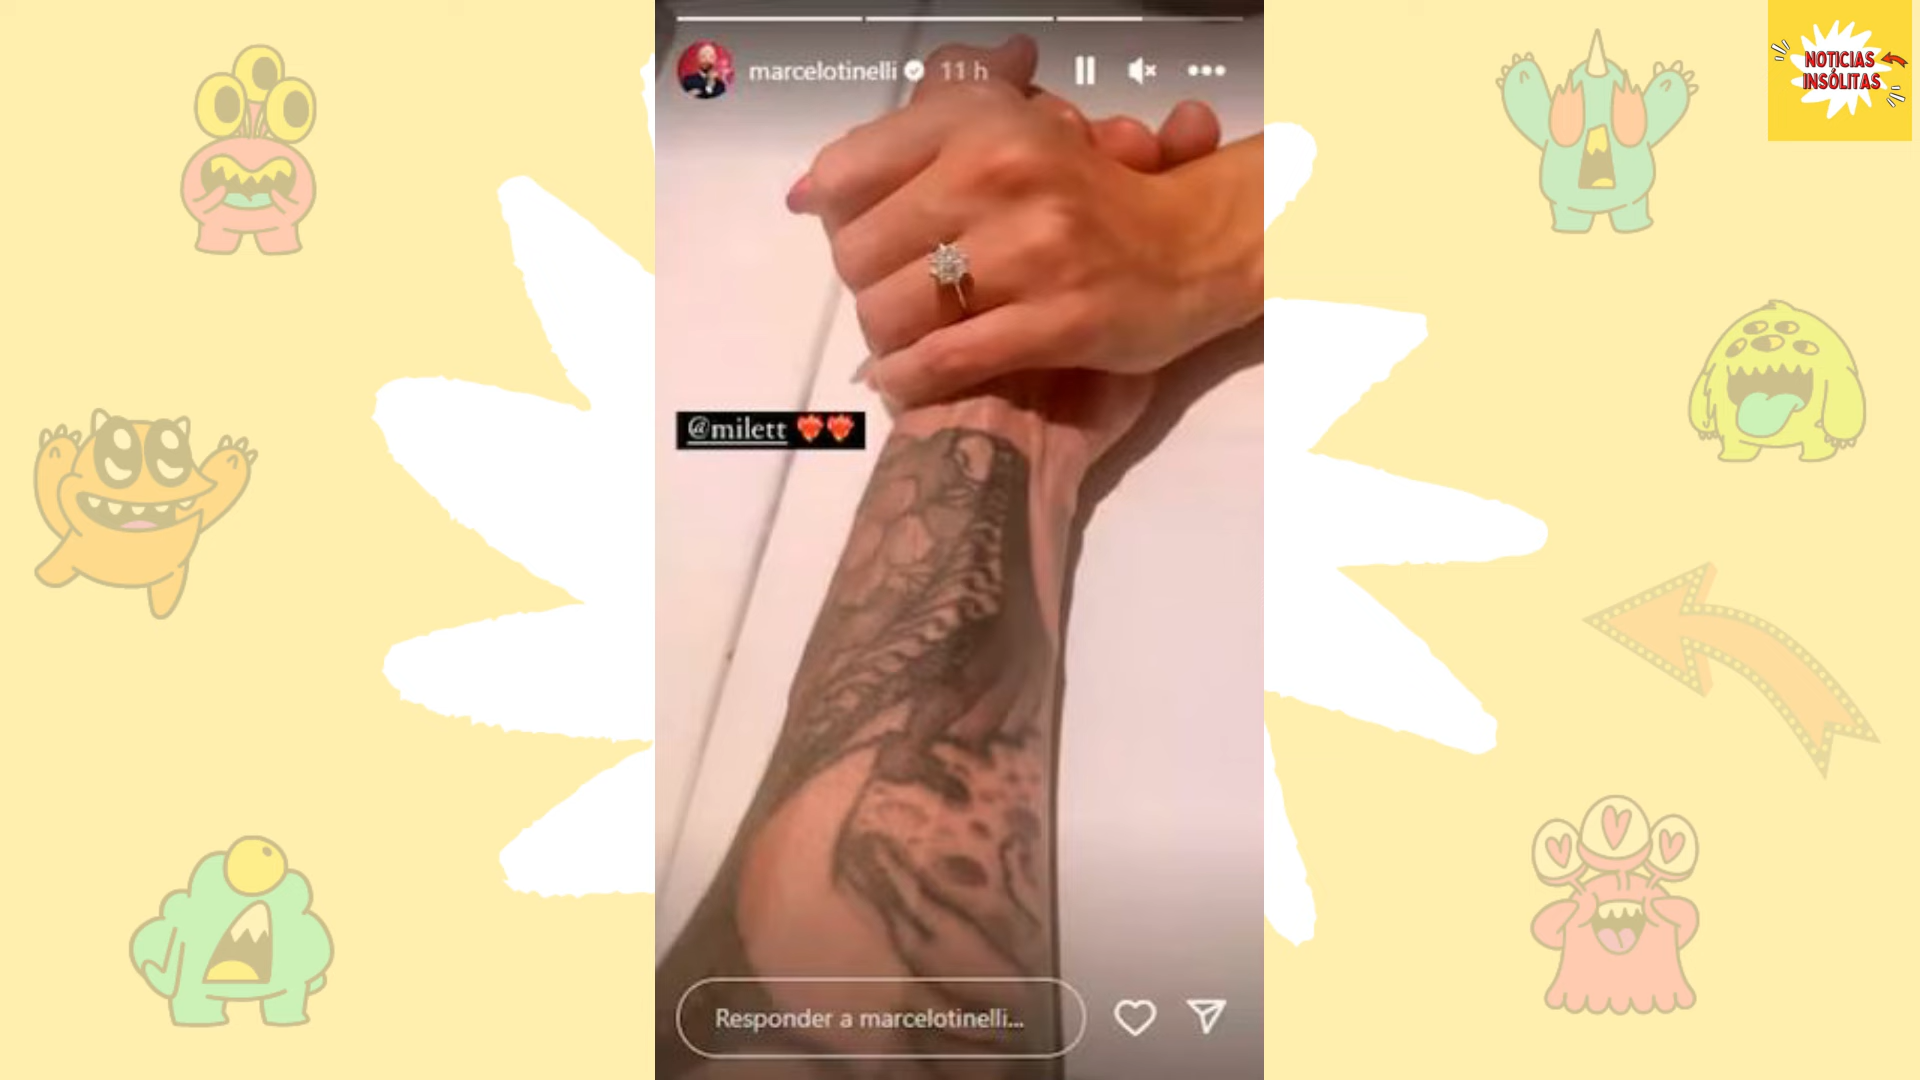 NOTICIAS
INSÓLITAS
marcelotinelli 11 h
@milett ❤️‍🔥❤️‍🔥
Responder a marcelotinelli...